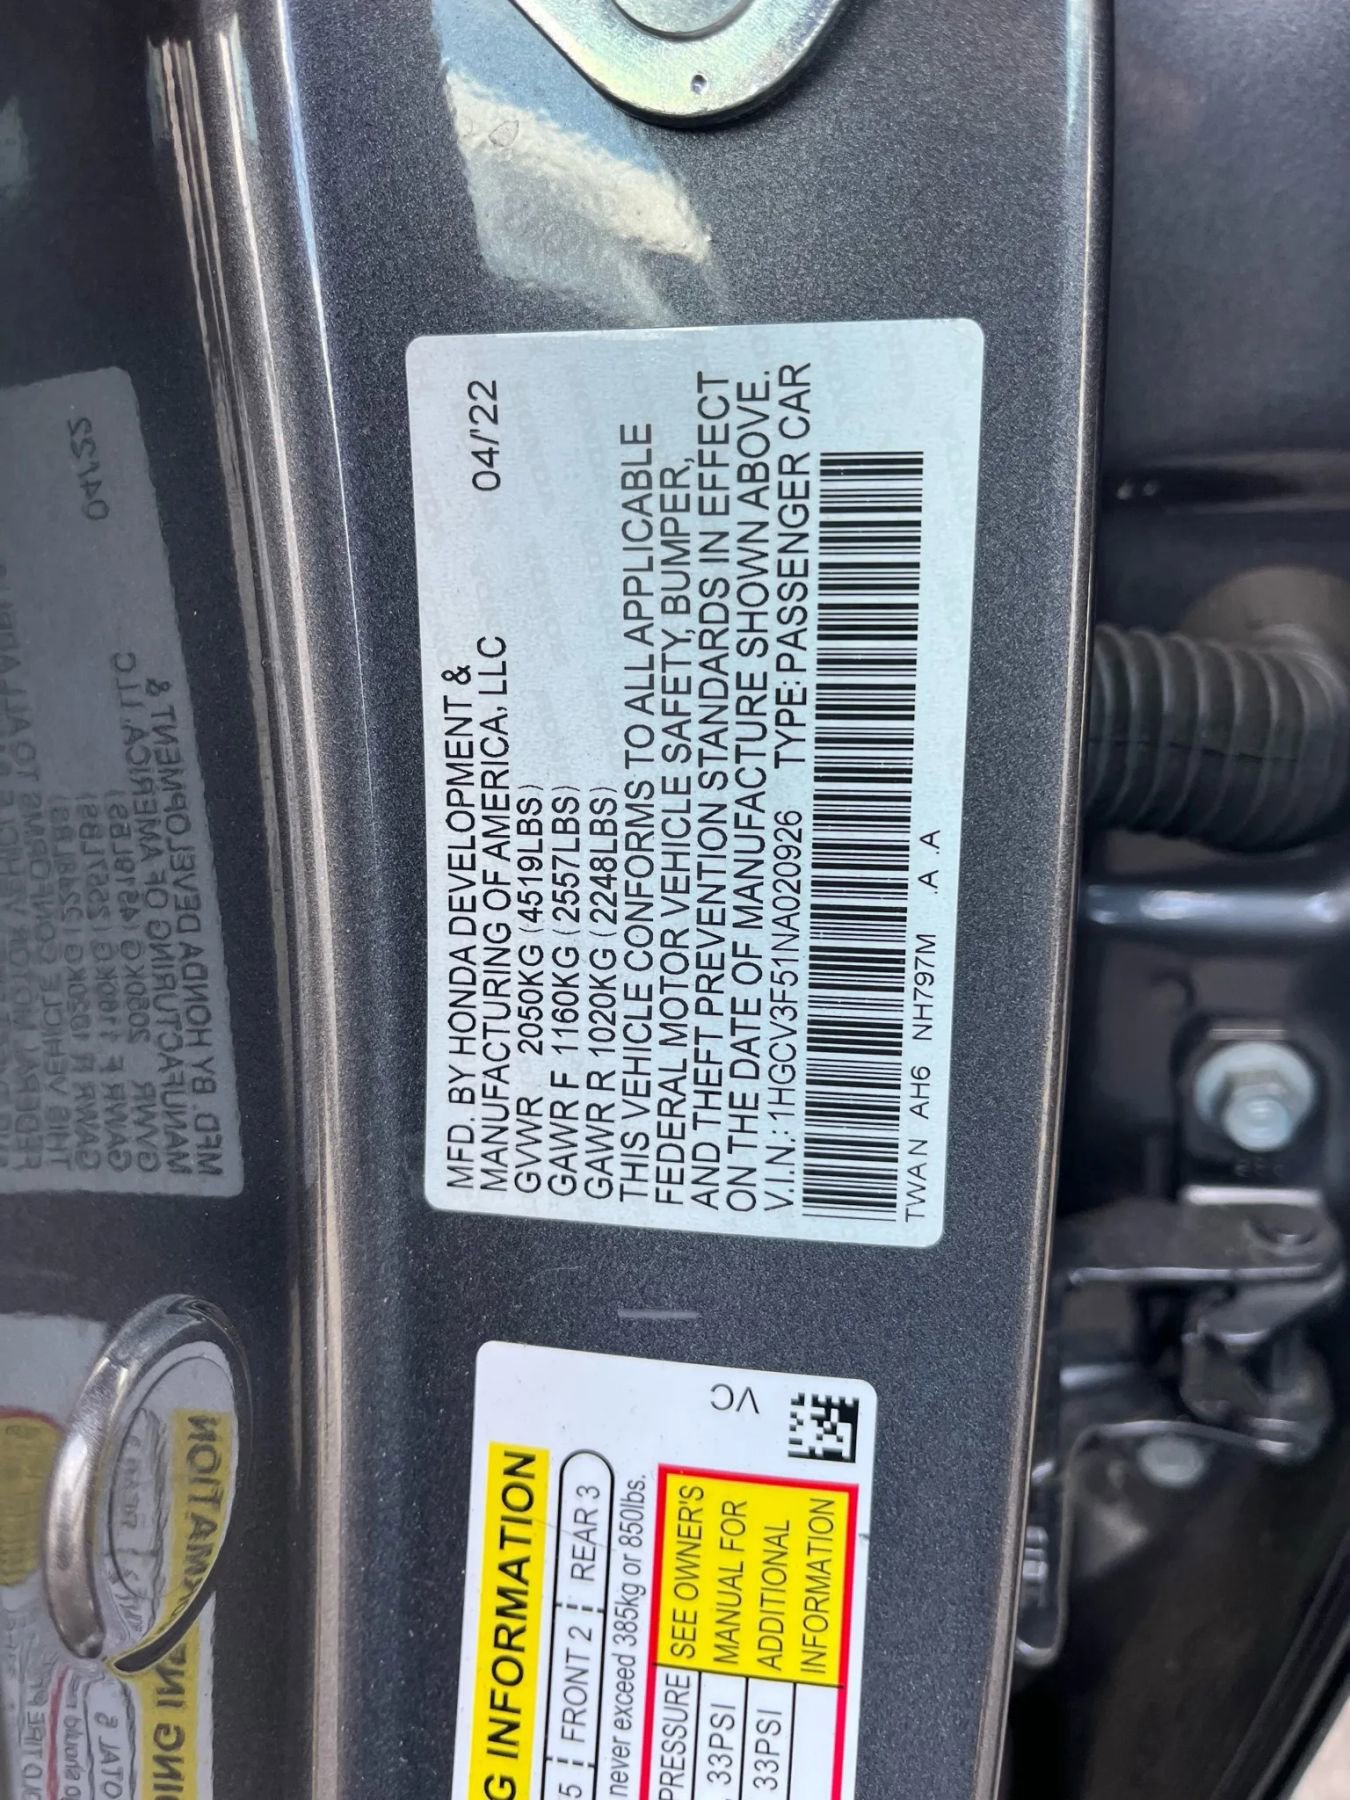 MFD. BY HONDA DEVELOPMENT &
MANUFACTURING OF AMERICA, LLC 04/'22
GVWR 2050KG (4519LBS)
GAWR F 1160KG (2557LBS)
GAWR R 1020KG (2248LBS)
THIS VEHICLE CONFORMS TO ALL APPLICABLE
FEDERAL MOTOR VEHICLE SAFETY, BUMPER,
AND THEFT PREVENTION STANDARDS IN EFFECT
ON THE DATE OF MANUFACTURE SHOWN ABOVE.
V.I.N.: 1HGCV3F51NA020926 TYPE: PASSENGER CAR
TWAN AH6 NH797M .A .A
G INFORMATION
5 FRONT 2 REAR 3
never exceed 385kg or 850lbs.
PRESSURE SEE OWNER'S
33PSI MANUAL FOR
33PSI ADDITIONAL
INFORMATION
VC